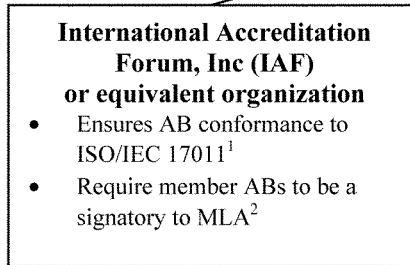 International Accreditation
Forum, Inc (IAF)
or equivalent organization
• Ensures AB conformance to
ISO/IEC 17011¹
• Require member ABs to be a
signatory to MLA²